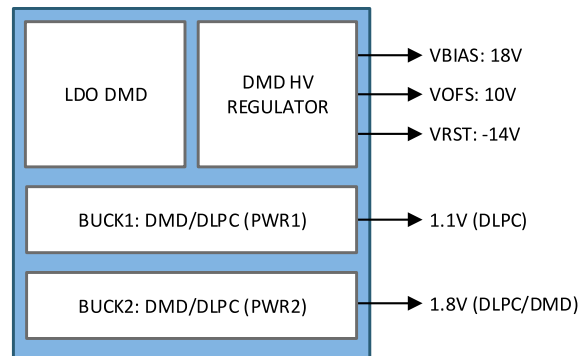 LDO DMD
DMD HV
REGULATOR
VBIAS: 18V
VOFS: 10V
VRST: -14V
BUCK1: DMD/DLPC (PWR1)
1.1V (DLPC)
BUCK2: DMD/DLPC (PWR2)
1.8V (DLPC/DMD)